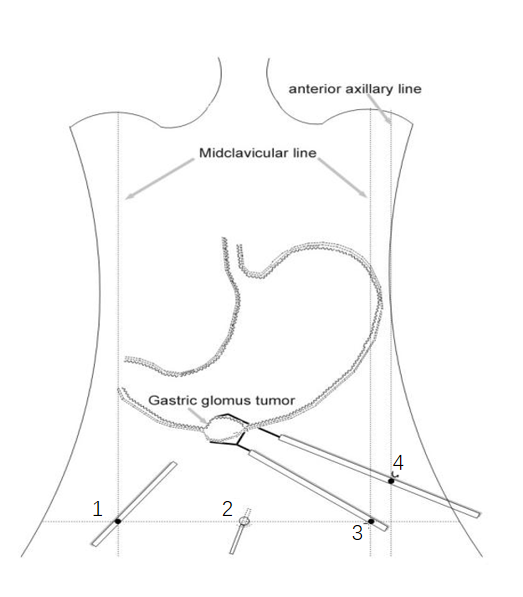 anterior axillary line
Midclavicular line
Gastric glomus tumor
4
1
2
3